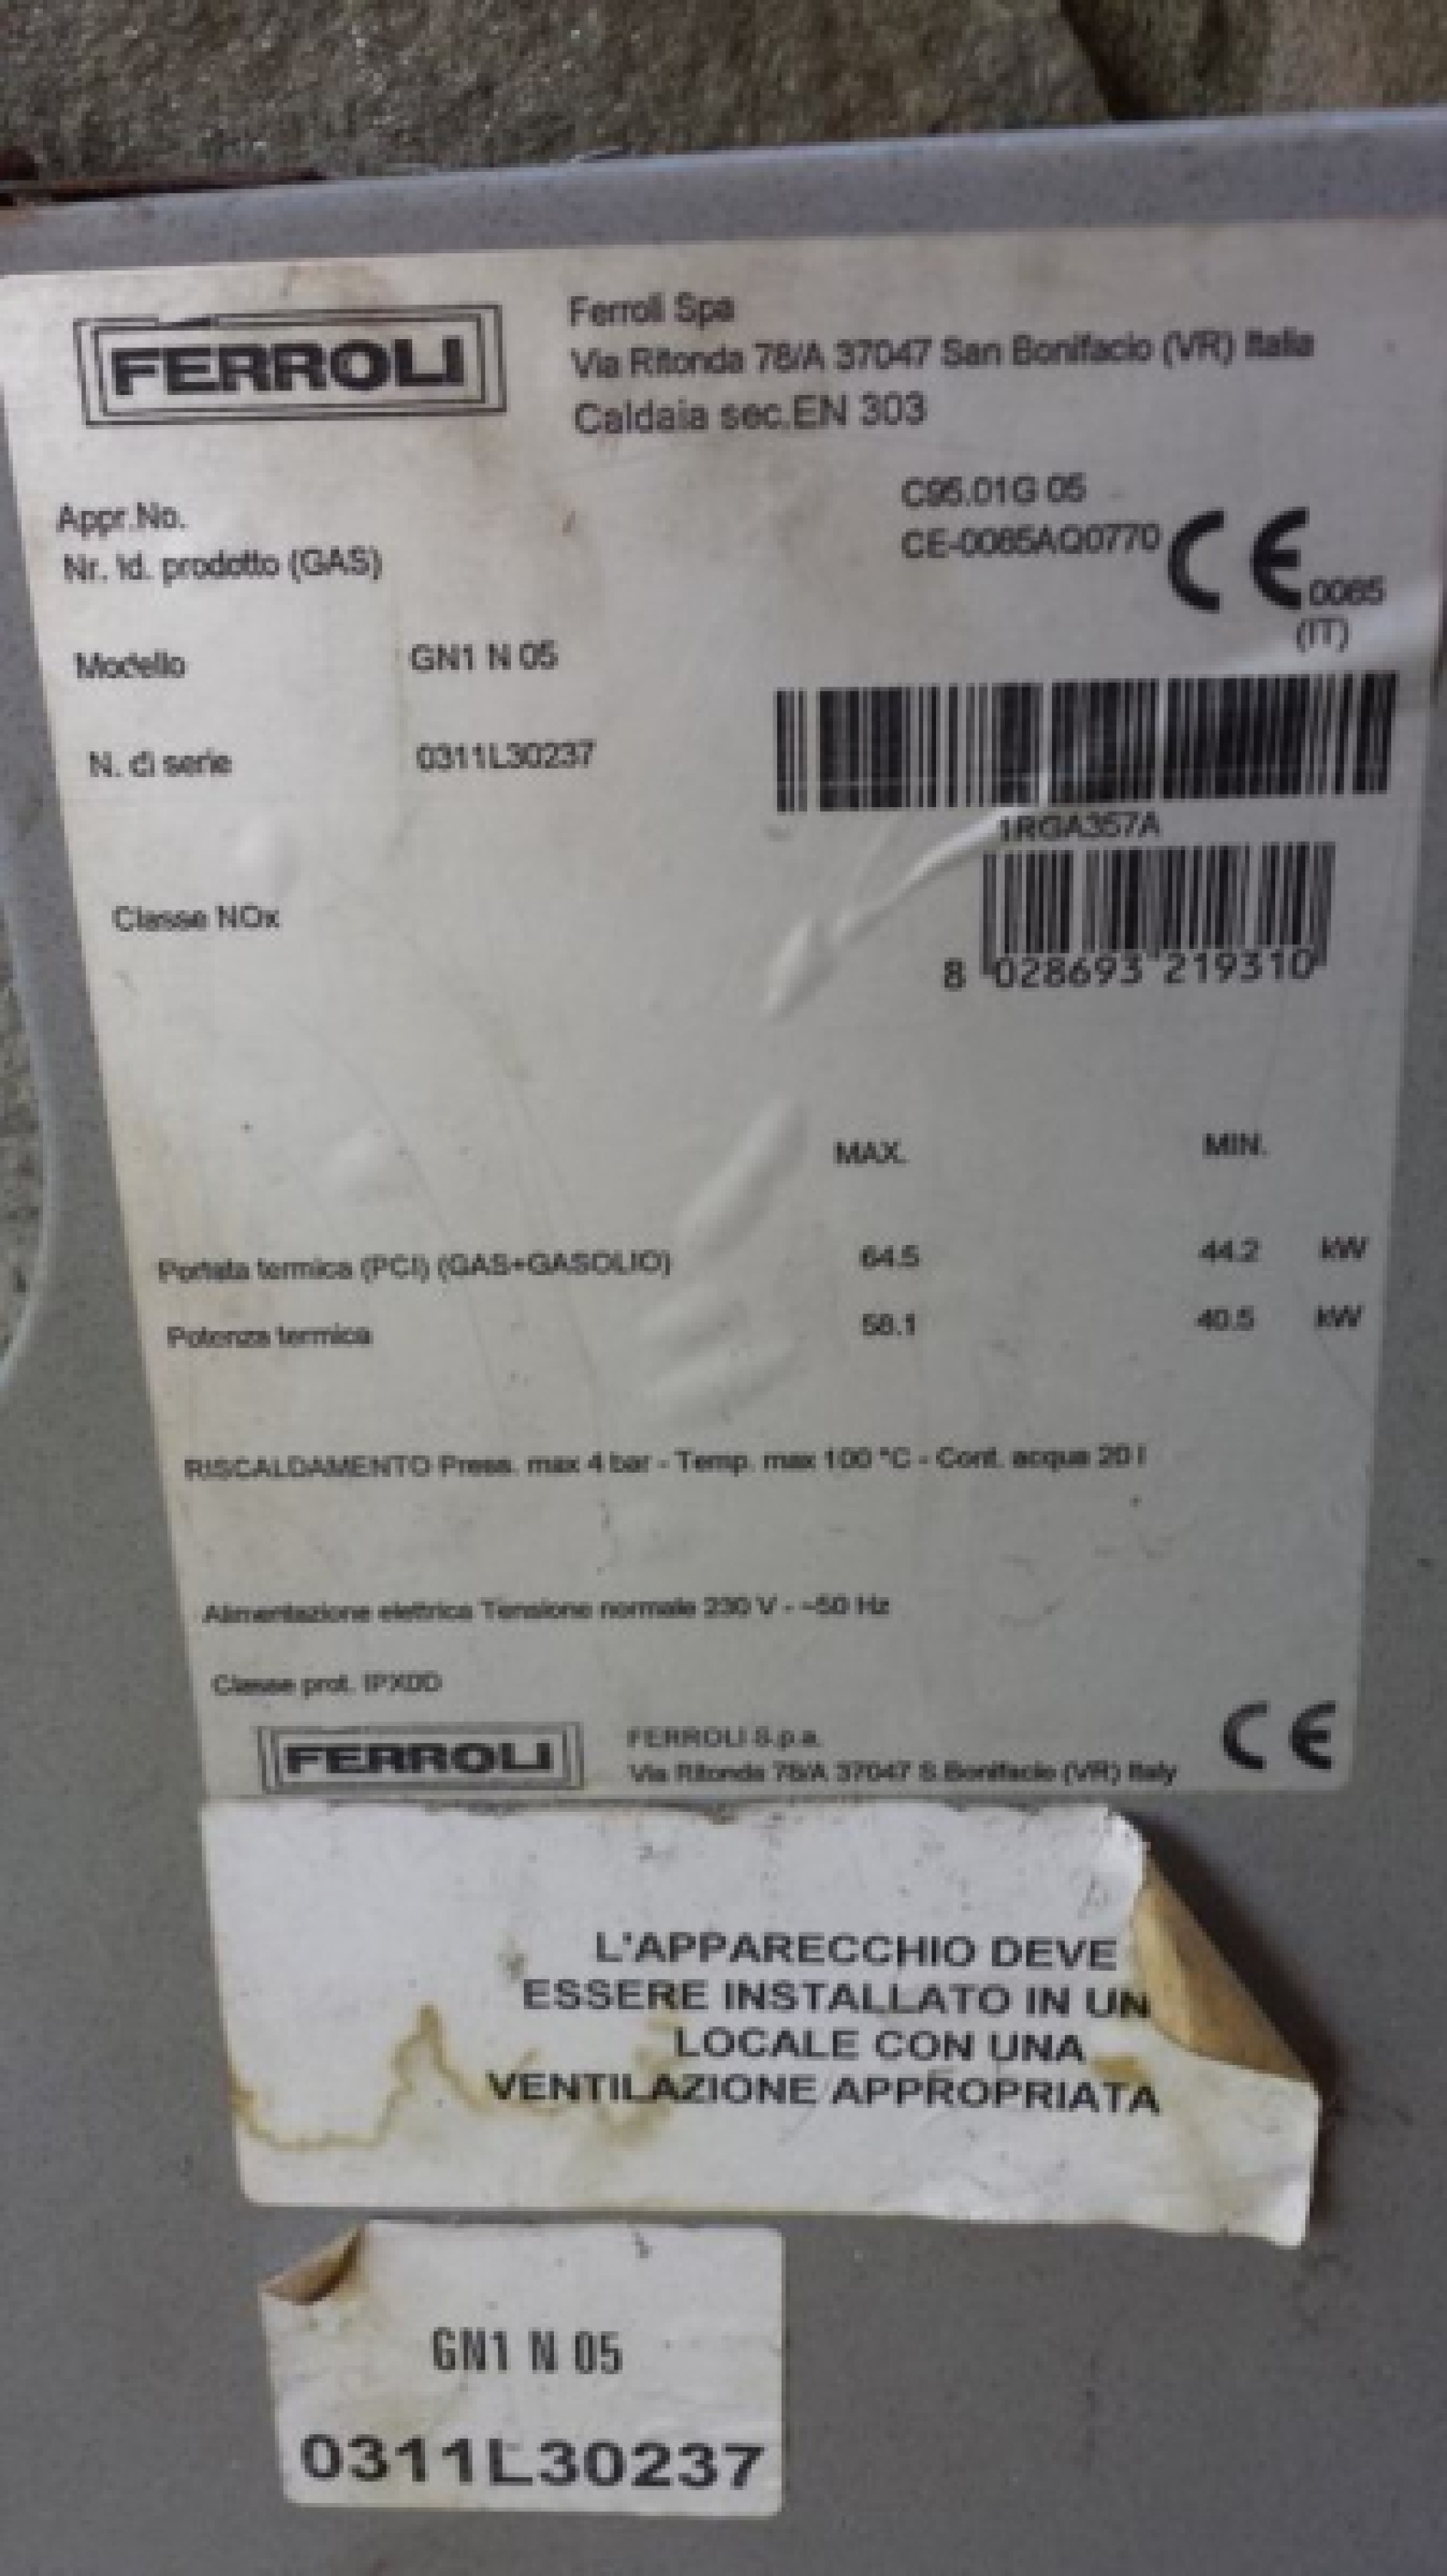 FERROLI
Ferroli Spa
Via Ritonda 78/A 37047 San Bonifacio (VR) Italia
Caldaia sec.EN 303
Appr.No. C95.01G 05
Nr. id. prodotto (GAS) CE-0085AQ0770
CE 0085
(IT)
Modello GN1 N 05
N. di serie 0311L30237
1RGA357A
Classe NOx
8 028693 219310
MAX. MIN.
Portata termica (PCI) (GAS+GASOLIO) 64.5 44.2 kW
Potenza termica 58.1 40.5 kW
RISCALDAMENTO Press. max 4 bar - Temp. max 100 °C - Cont. acqua 20 l
Alimentazione elettrica Tensione normale 230 V - ~50 Hz
Classe prot. IPX0D
FERROLI
FERROLI S.p.a.
Via Ritonda 78/A 37047 S.Bonifacio (VR) Italy
CE
L'APPARECCHIO DEVE
ESSERE INSTALLATO IN UN
LOCALE CON UNA
VENTILAZIONE APPROPRIATA
GN1 N 05
0311L30237